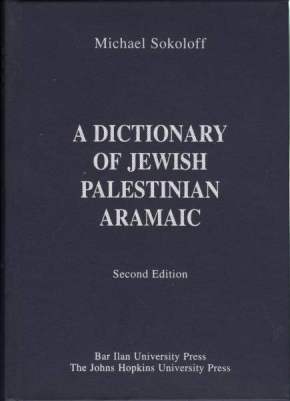 Michael Sokoloff
A DICTIONARY
OF JEWISH
PALESTINIAN
ARAMAIC
Second Edition
Bar Ilan University Press
The Johns Hopkins University Press